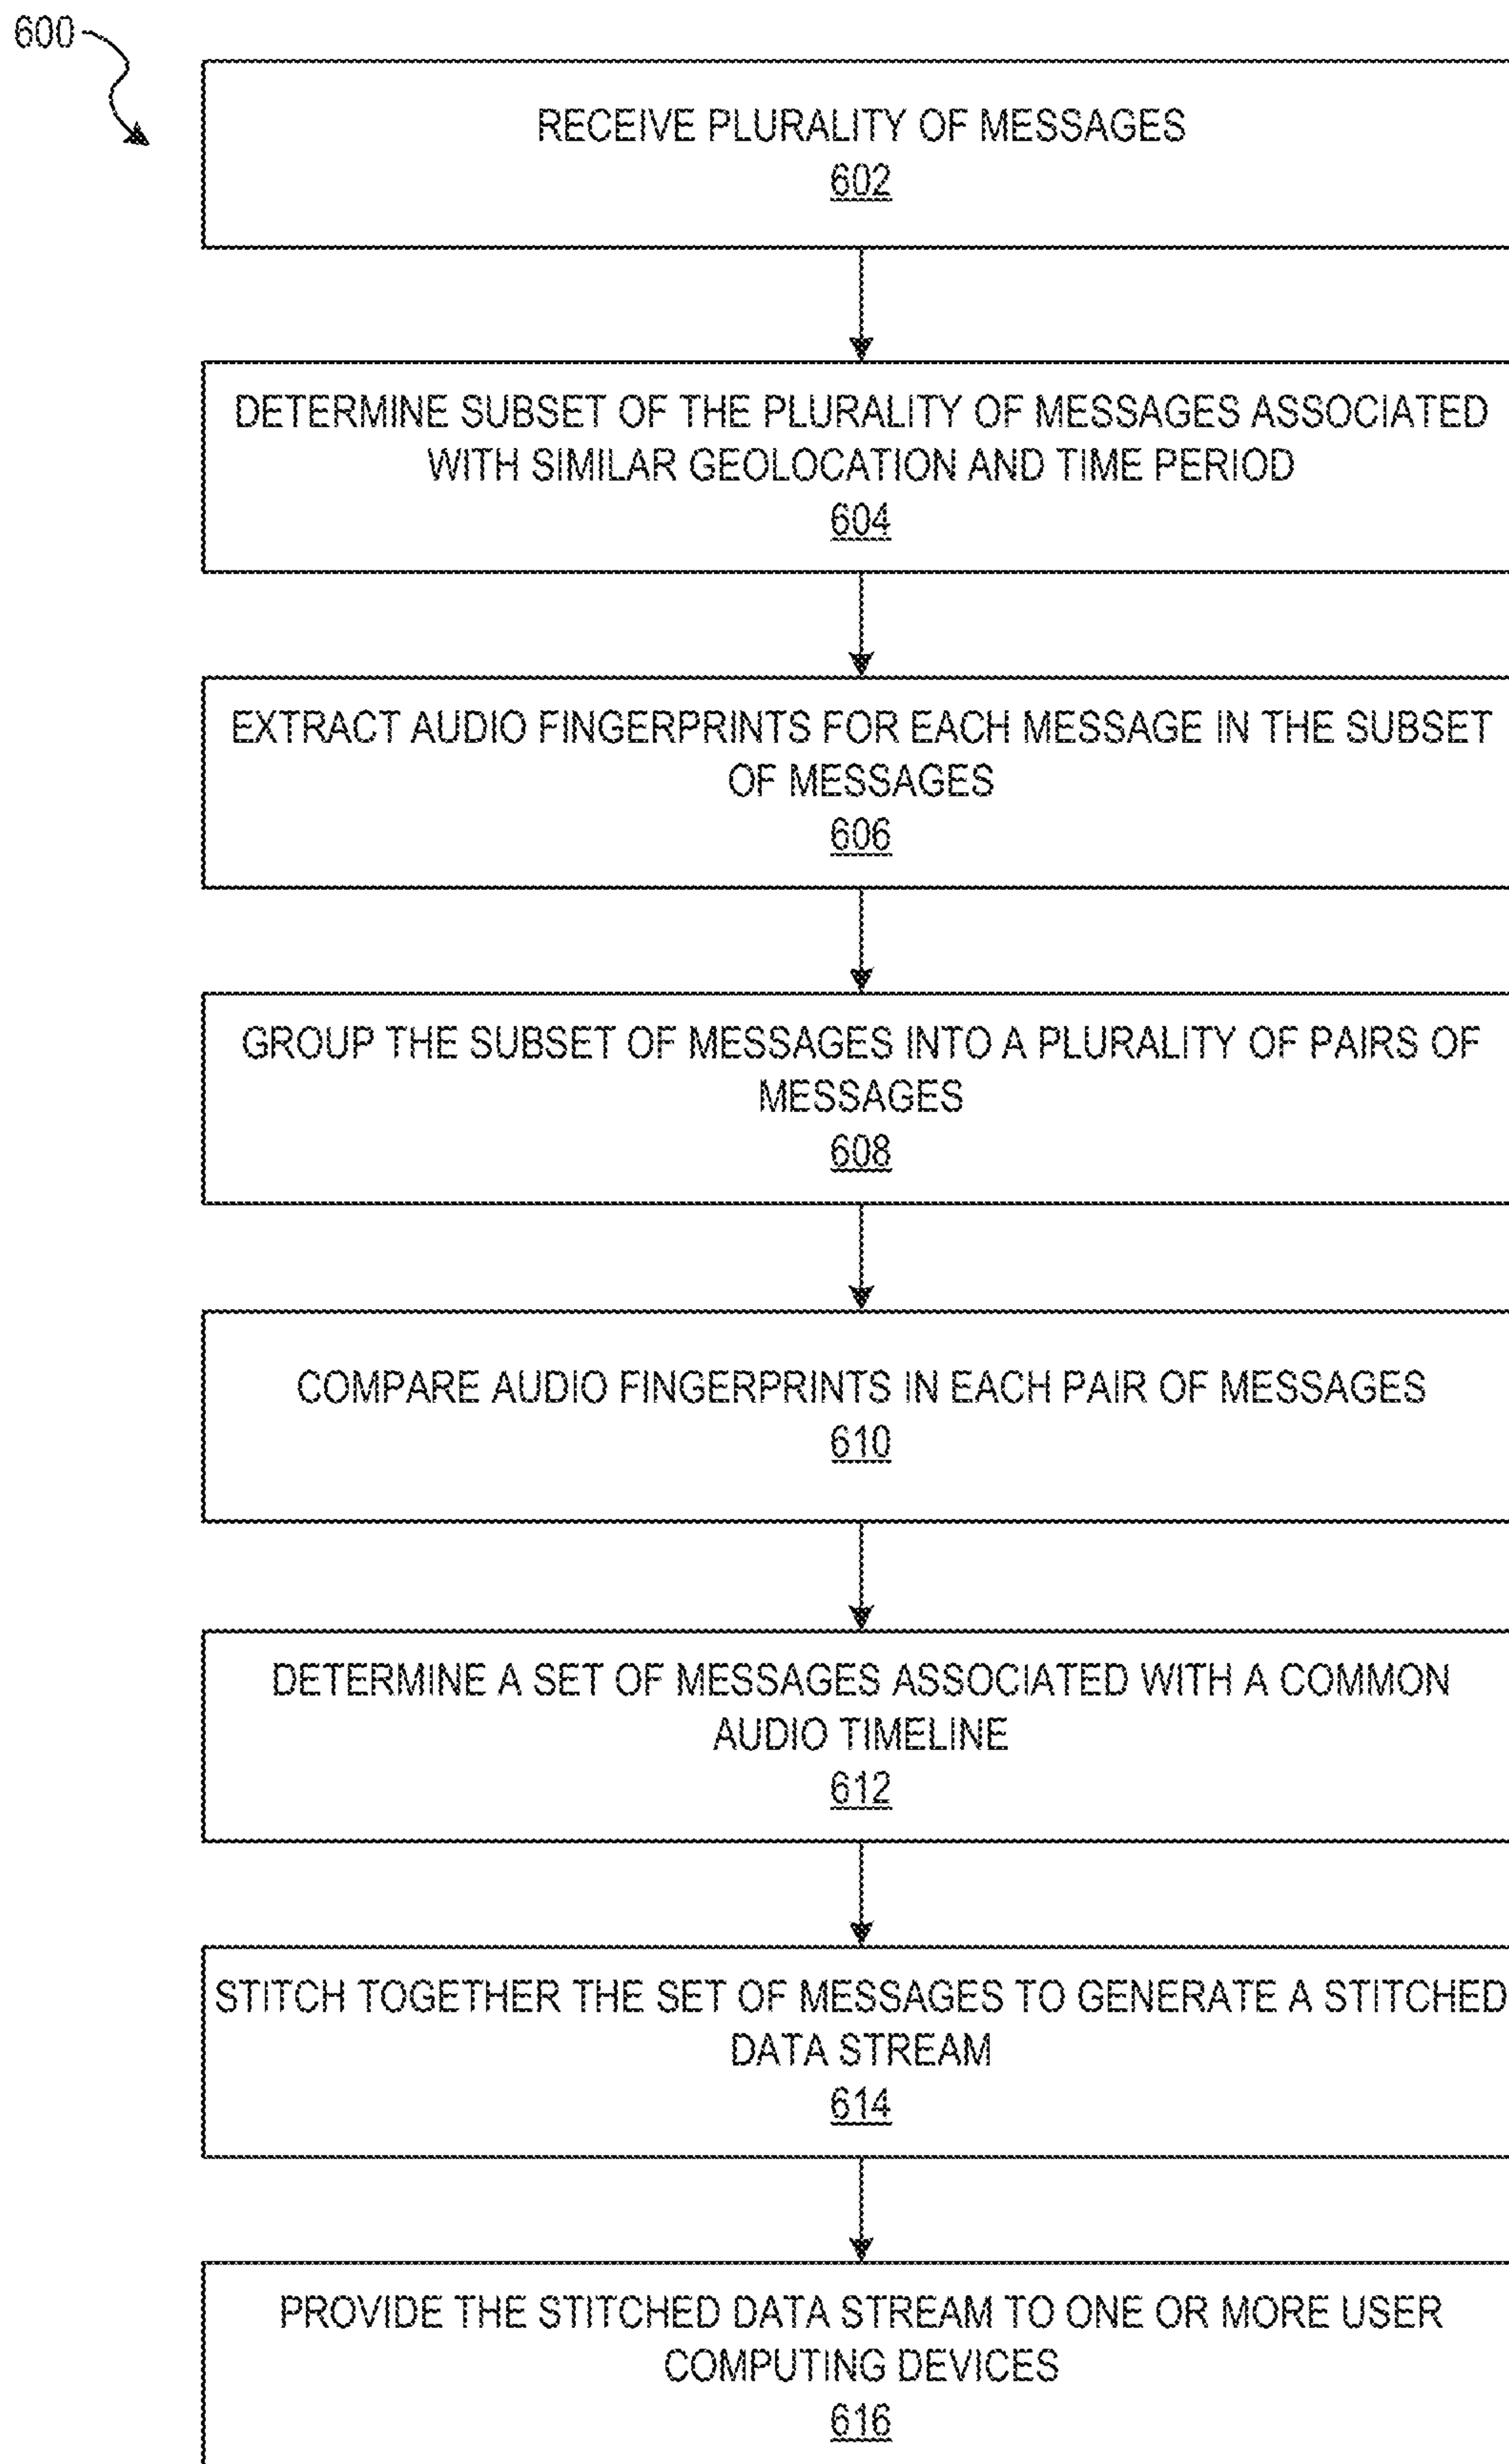 600
RECEIVE PLURALITY OF MESSAGES
602
DETERMINE SUBSET OF THE PLURALITY OF MESSAGES ASSOCIATED
WITH SIMILAR GEOLOCATION AND TIME PERIOD
604
EXTRACT AUDIO FINGERPRINTS FOR EACH MESSAGE IN THE SUBSET
OF MESSAGES
606
GROUP THE SUBSET OF MESSAGES INTO A PLURALITY OF PAIRS OF
MESSAGES
608
COMPARE AUDIO FINGERPRINTS IN EACH PAIR OF MESSAGES
610
DETERMINE A SET OF MESSAGES ASSOCIATED WITH A COMMON
AUDIO TIMELINE
612
STITCH TOGETHER THE SET OF MESSAGES TO GENERATE A STITCHED
DATA STREAM
614
PROVIDE THE STITCHED DATA STREAM TO ONE OR MORE USER
COMPUTING DEVICES
616